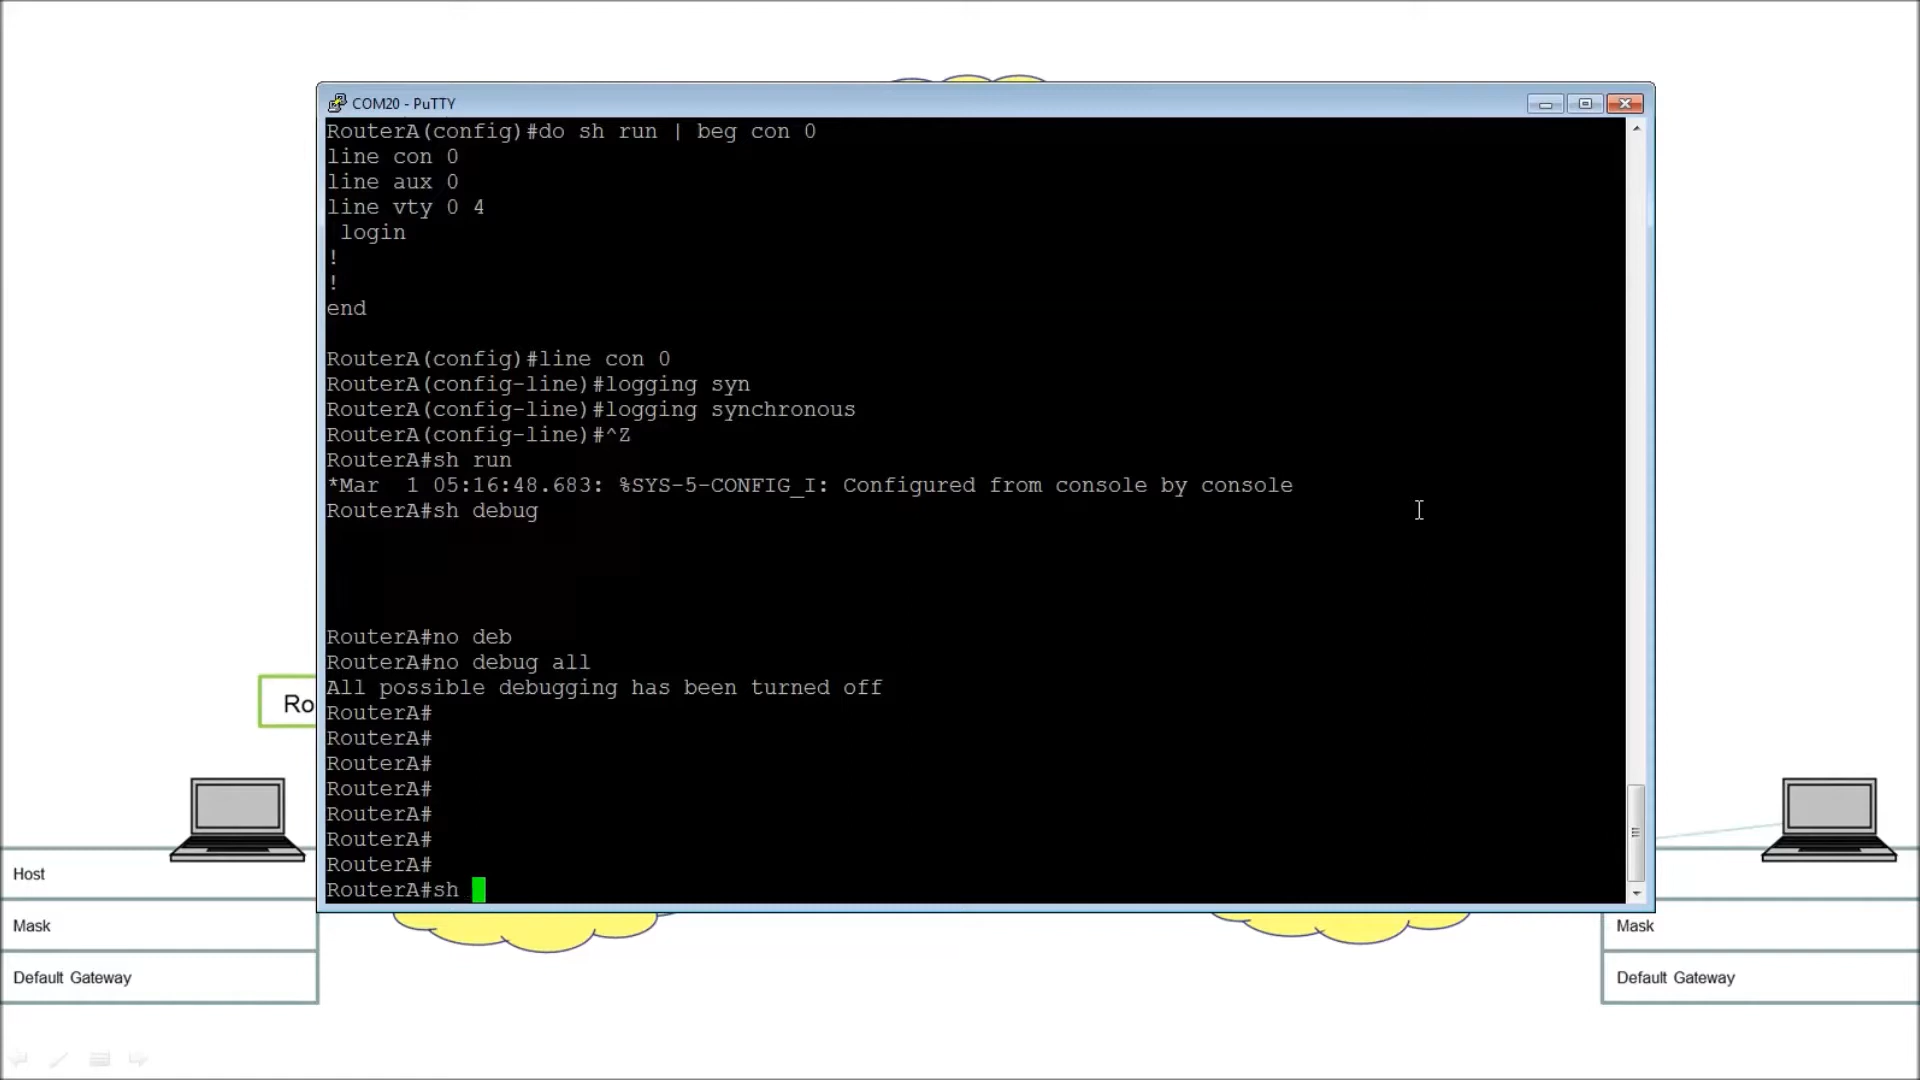 COM20 - PuTTY
RouterA(config)#do sh run | beg con 0
line con 0
line aux 0
line vty 0 4
 login
!
!
end
RouterA(config)#line con 0
RouterA(config-line)#logging syn
RouterA(config-line)#logging synchronous
RouterA(config-line)#^Z
RouterA#sh run
*Mar  1 05:16:48.683: %SYS-5-CONFIG_I: Configured from console by console
RouterA#sh debug
RouterA#no deb
RouterA#no debug all
All possible debugging has been turned off
RouterA#
RouterA#
RouterA#
RouterA#
RouterA#
RouterA#
RouterA#
RouterA#sh
Ro
Host
Mask
Default Gateway
Mask
Default Gateway